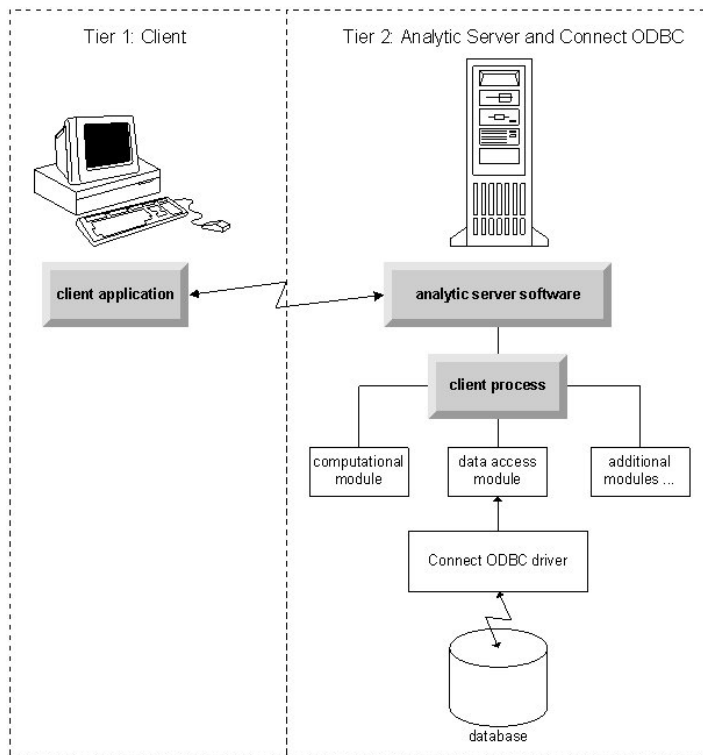 Tier 1: Client
Tier 2: Analytic Server and Connect ODBC
client application
analytic server software
client process
computational
module
data access
module
additional
modules ...
Connect ODBC driver
database